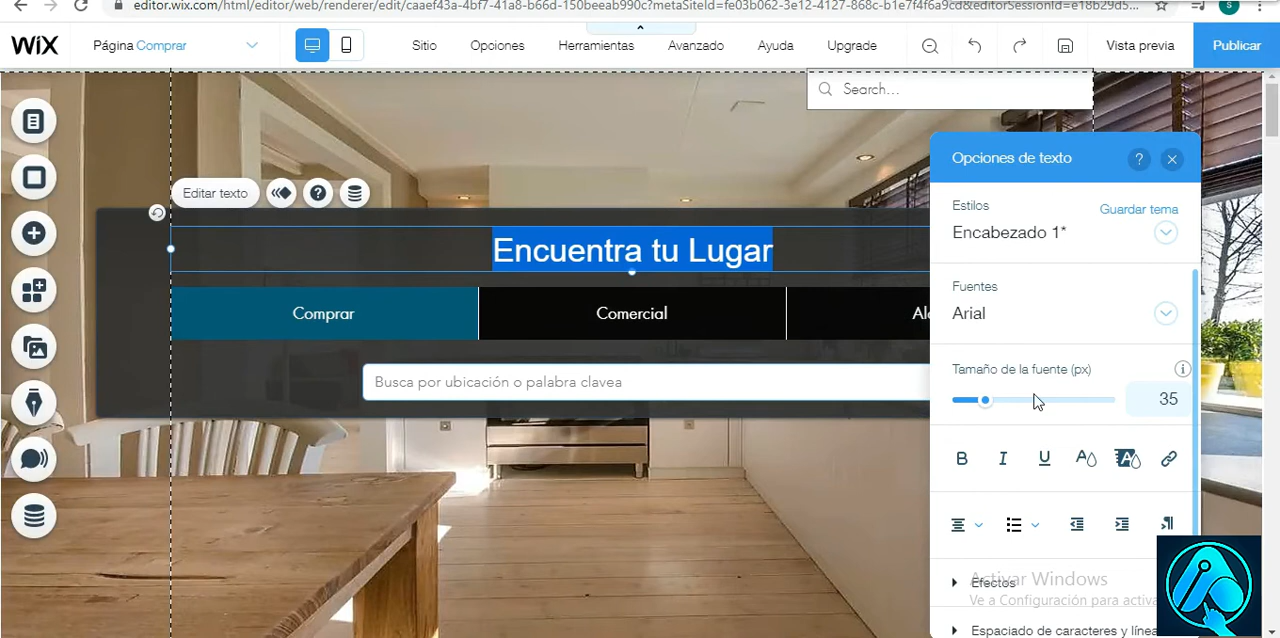 editor.wix.com/html/editor/web/renderer/edit/caaef43a-4bf7-41a8-b66d-150beeab990c?metaSiteId=fe03b062-3e12-4127-868c-b1e7f4f6a9cd&editorSessionId=e18b29d5...
S
WiX
Página Comprar
Sitio
Opciones
Herramientas
Avanzado
Ayuda
Upgrade
Vista previa
Publicar
Search...
Opciones de texto
?
Editar texto
?
Estilos
Guardar tema
Encabezado 1*
Encuentra tu Lugar
Fuentes
Arial
Comprar
Comercial
Tamaño de la fuente (px)
35
Busca por ubicación o palabra clavea
B I U A A
Efectos
Activar Windows
Ve a Configuración para activa
Espaciado de caracteres y línea